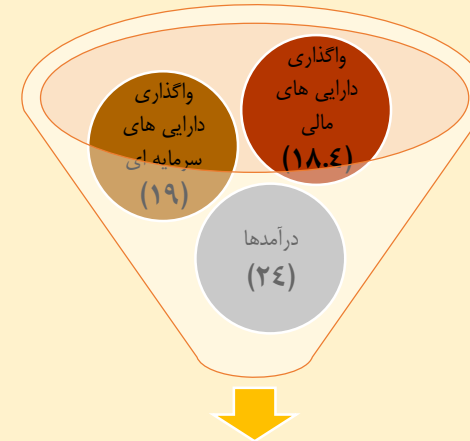 واگذاری
دارایی های
مالی
(۱۸.٤)
واگذاری
دارایی های
سرمایه ای
(۱۹)
درآمدها
(۲٤)